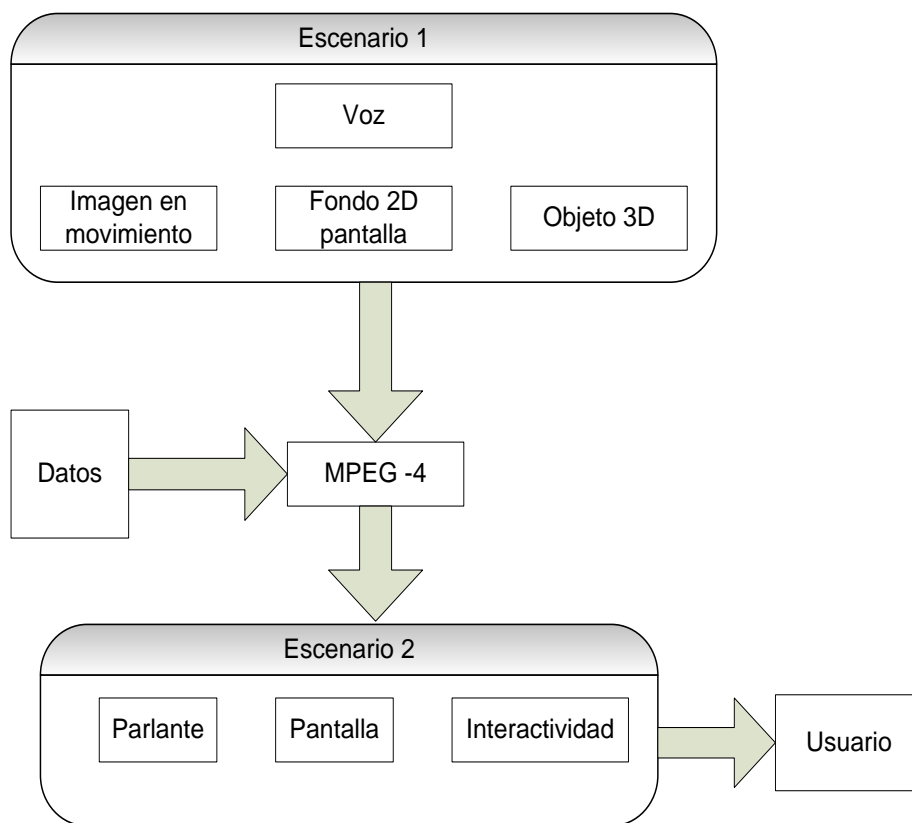 Escenario 1
Voz
Imagen en
movimiento
Fondo 2D
pantalla
Objeto 3D
Datos
MPEG -4
Escenario 2
Parlante
Pantalla
Interactividad
Usuario